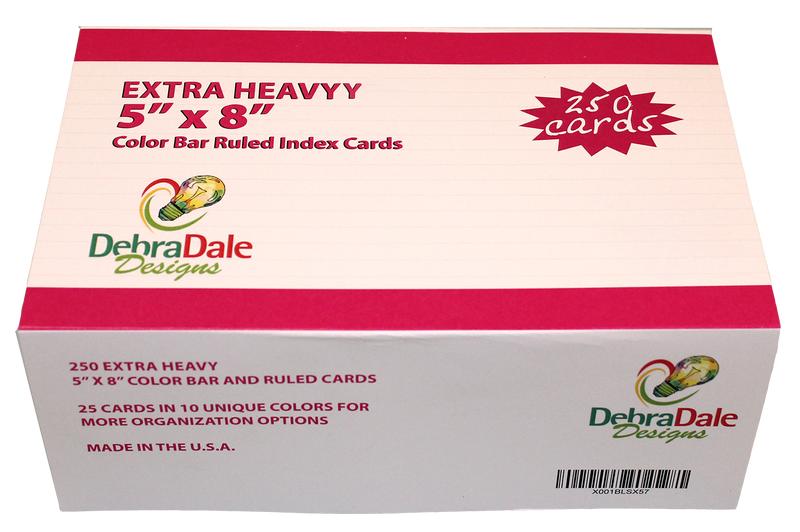 EXTRA HEAVYY
5” x 8”
Color Bar Ruled Index Cards
250
cards
DebraDale
Designs
250 EXTRA HEAVY
5” X 8” COLOR BAR AND RULED CARDS
25 CARDS IN 10 UNIQUE COLORS FOR
MORE ORGANIZATION OPTIONS
MADE IN THE U.S.A.
DebraDale
Designs
X001BLSX57